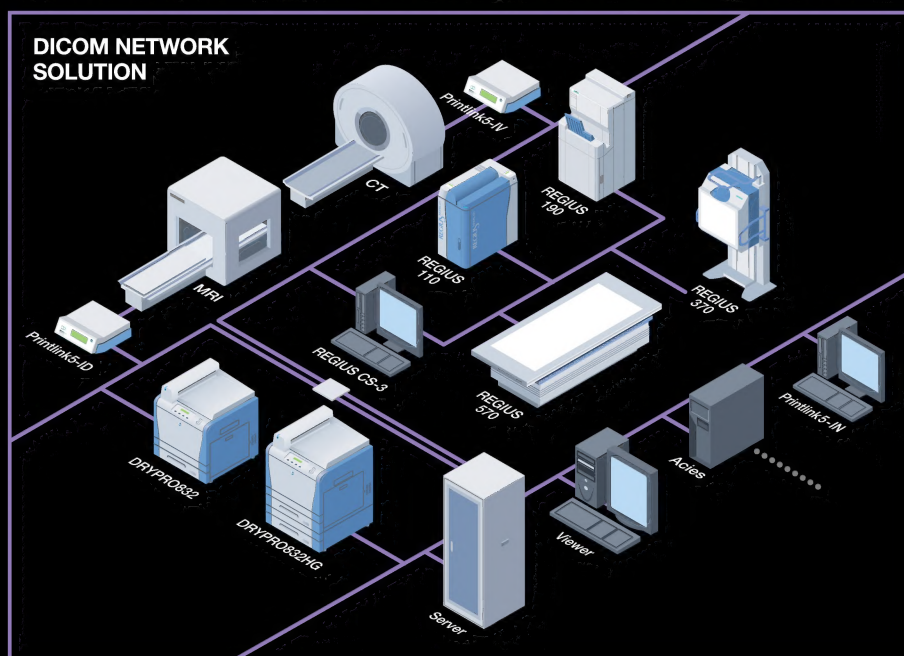 DICOM NETWORK
SOLUTION
Printlink5-IV
CT
REGIUS
190
REGIUS
110
REGIUS
370
MRI
Printlink5-ID
REGIUS CS-3
REGIUS
570
Printlink5-IN
DRYPRO832
Acies
DRYPRO832HG
Viewer
Server